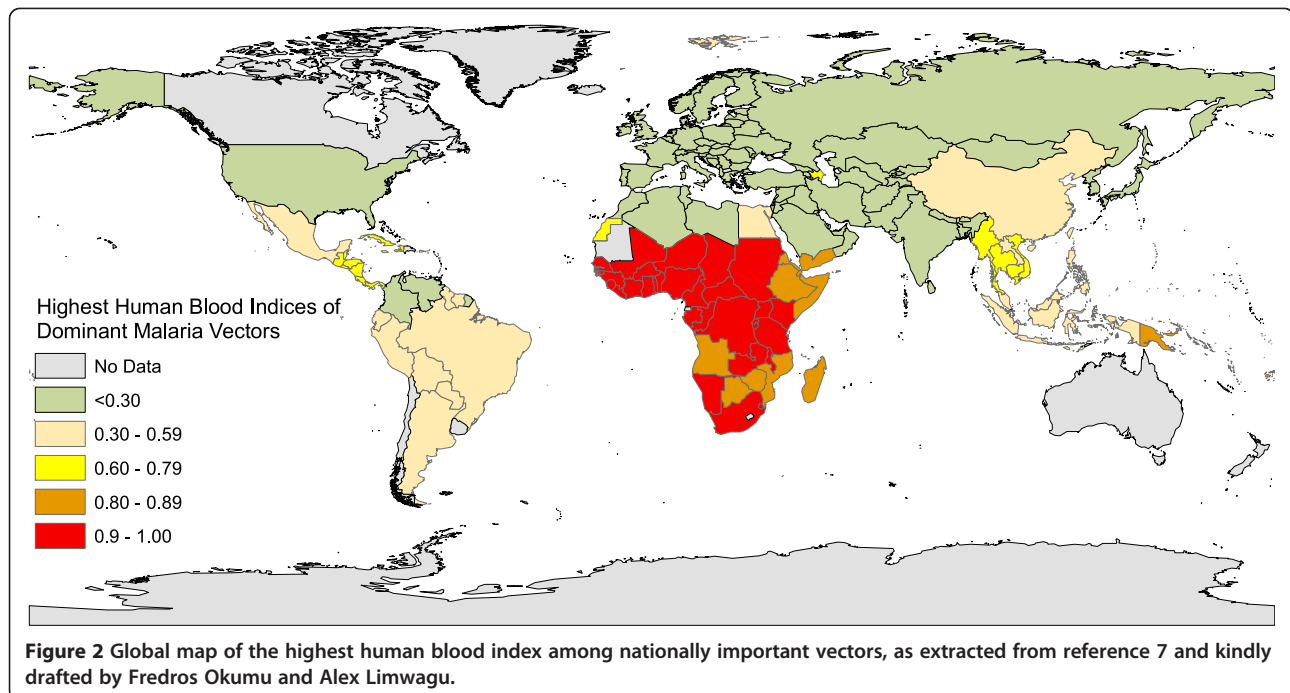 Highest Human Blood Indices of
Dominant Malaria Vectors
No Data
<0.30
0.30 - 0.59
0.60 - 0.79
0.80 - 0.89
0.9 - 1.00
Figure 2 Global map of the highest human blood index among nationally important vectors, as extracted from reference 7 and kindly
drafted by Fredros Okumu and Alex Limwagu.